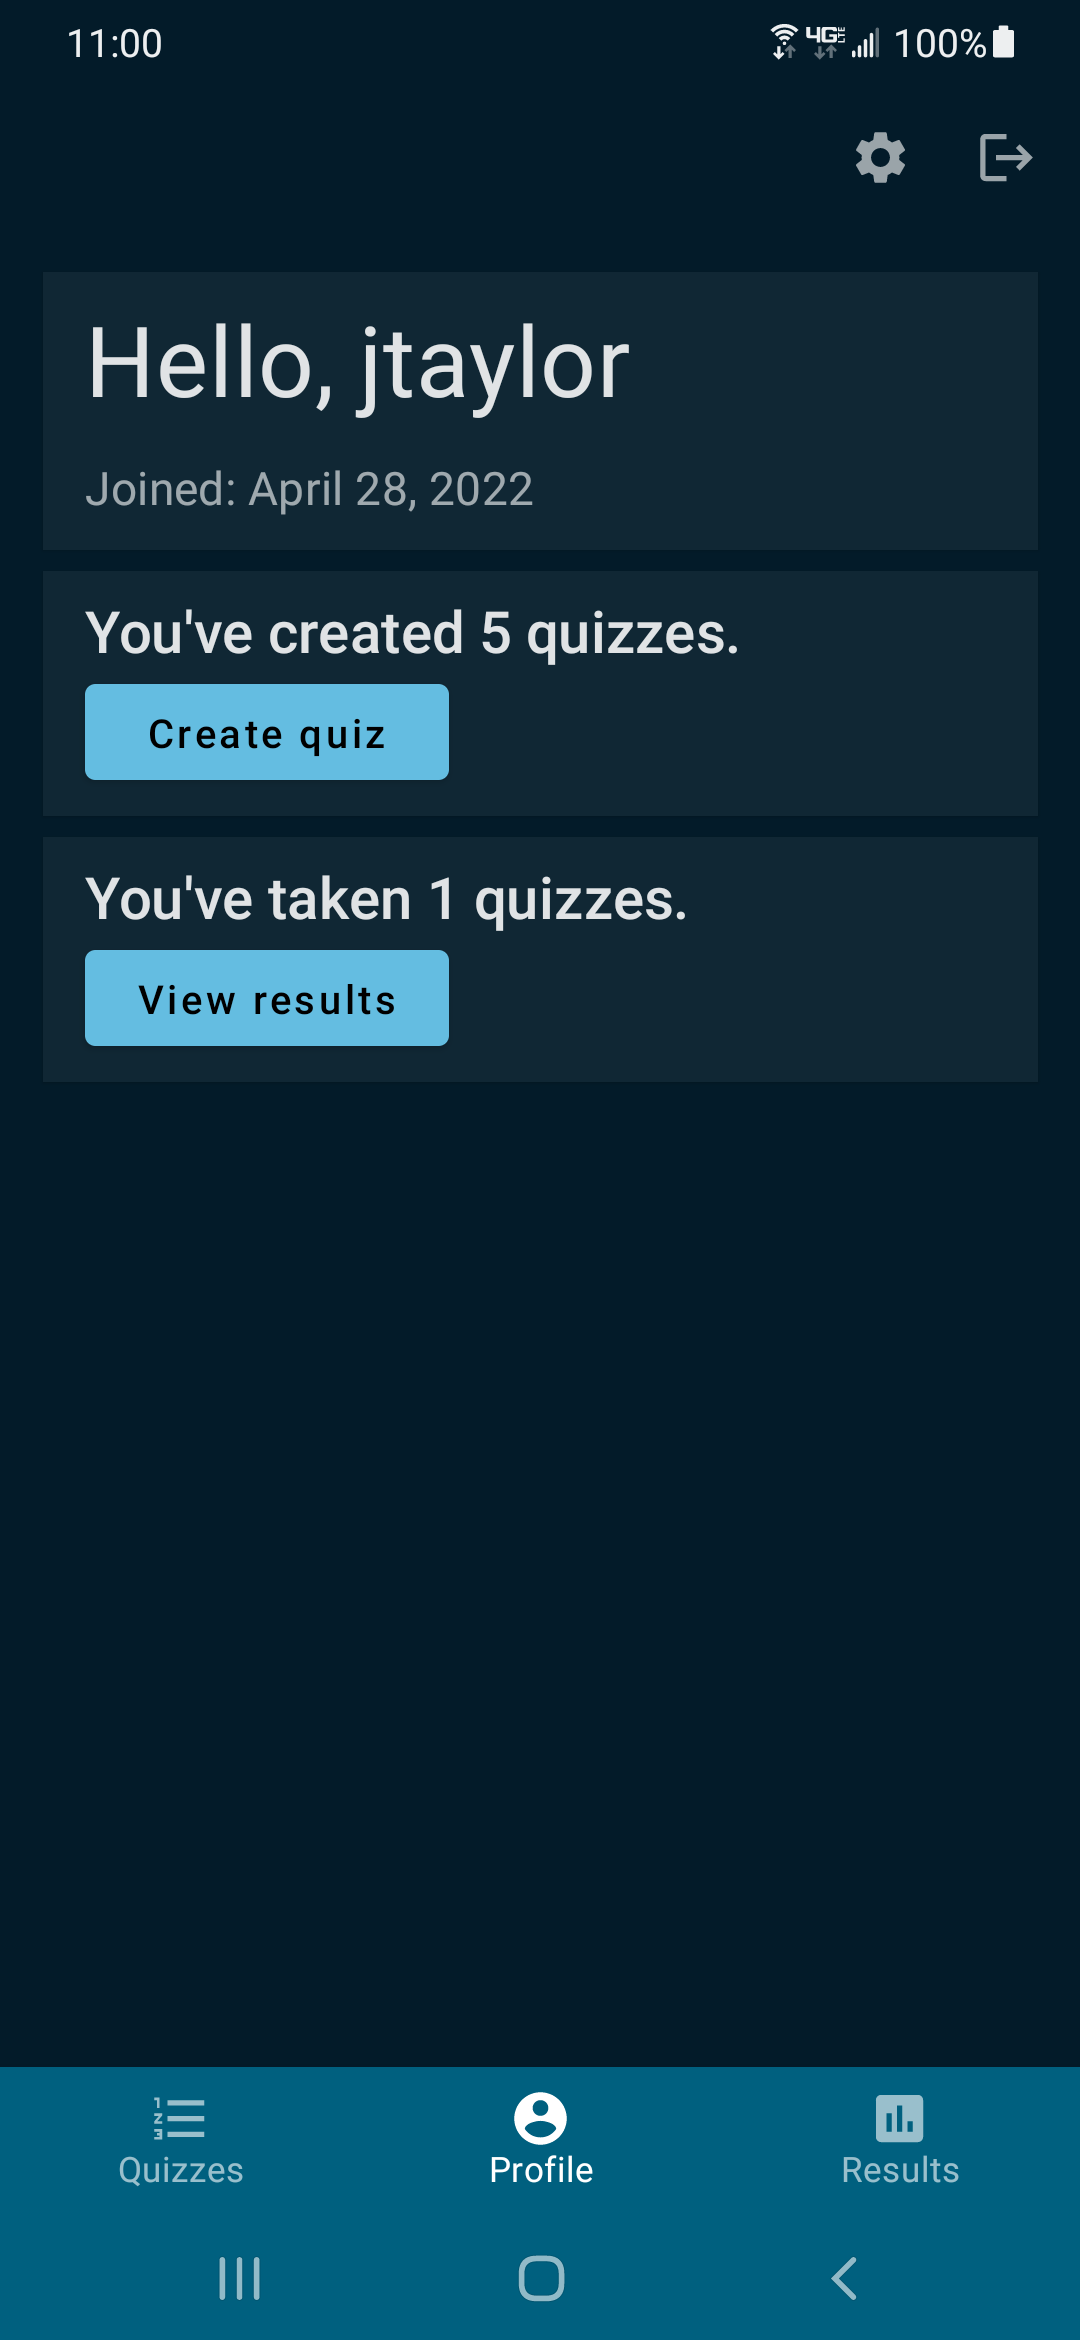 11:00 4G LTE 100%
Hello, jtaylor
Joined: April 28, 2022
You've created 5 quizzes.
Create quiz
You've taken 1 quizzes.
View results
Quizzes Profile Results